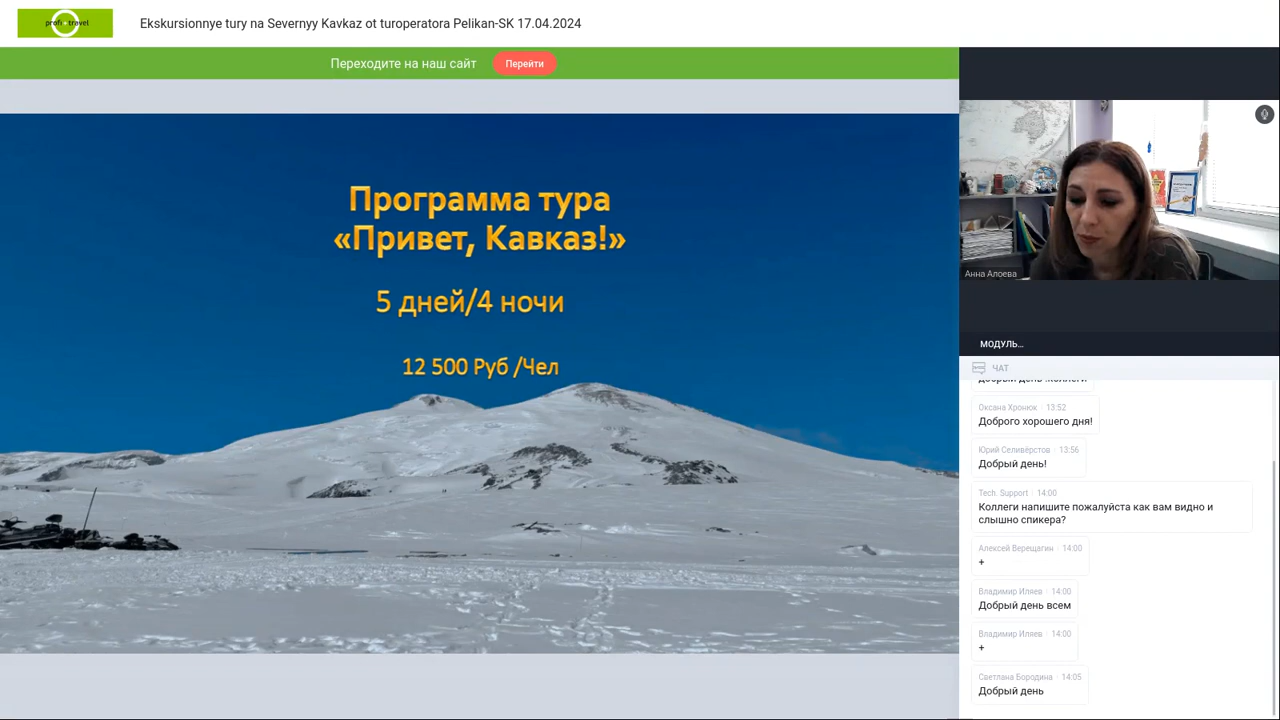 profi travel
Ekskursionnye tury na Severnyy Kavkaz ot turoperatora Pelikan-SK 17.04.2024
Переходите на наш сайт
Перейти
Программа тура
«Привет, Кавказ!»
5 дней/4 ночи
12 500 Руб /Чел
Анна Алоева
МОДУЛЬ...
ЧАТ
Оксана Хронюк · 13:52
Доброго хорошего дня!
Юрий Селивёрстов · 13:56
Добрый день!
Tech. Support · 14:00
Коллеги напишите пожалуйста как вам видно и
слышно спикера?
Алексей Верещагин · 14:00
+
Владимир Иляев · 14:00
Добрый день всем
Владимир Иляев · 14:00
+
Светлана Бородина · 14:05
Добрый день